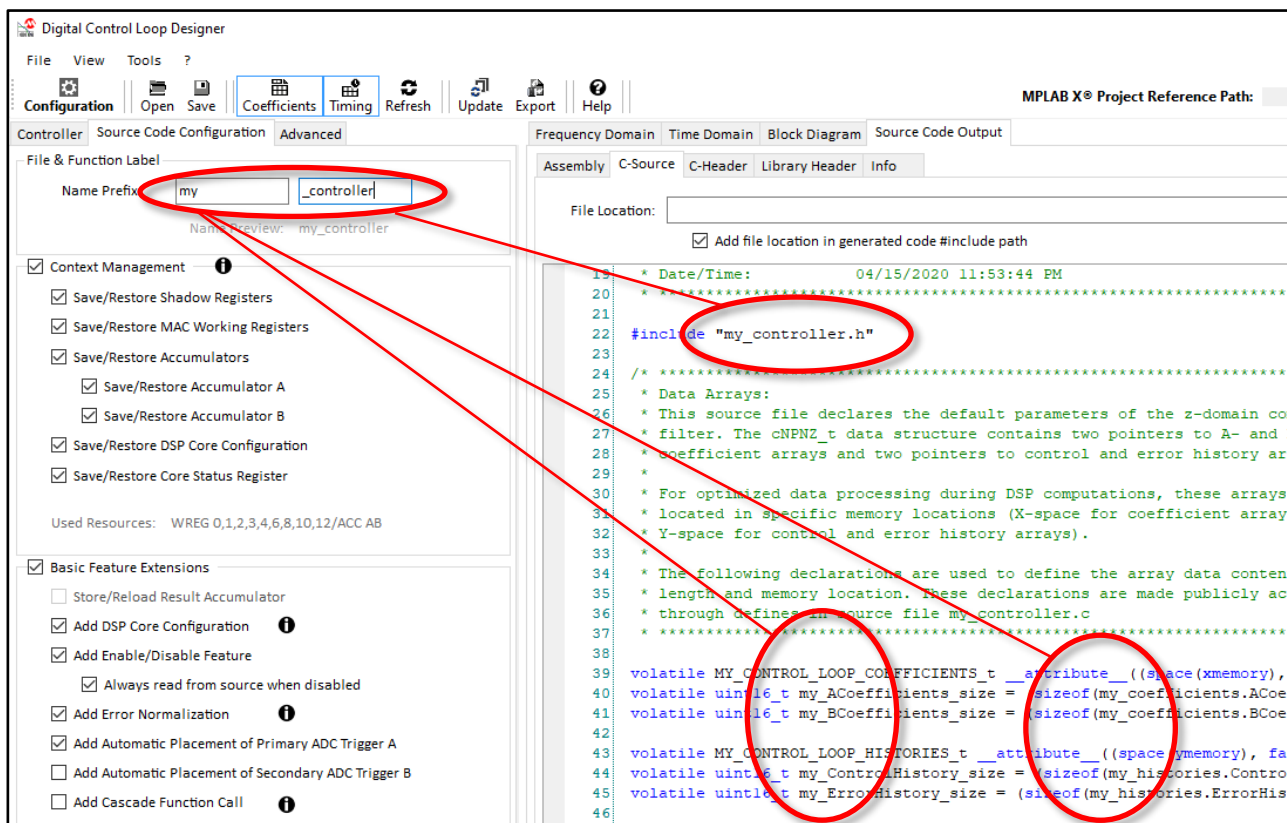 Digital Control Loop Designer
File View Tools ?
Configuration Open Save Coefficients Timing Refresh Update Export Help
MPLAB X® Project Reference Path:
Controller Source Code Configuration Advanced
File & Function Label
Name Prefix my _controller
Name Preview: my_controller
Context Management
Save/Restore Shadow Registers
Save/Restore MAC Working Registers
Save/Restore Accumulators
Save/Restore Accumulator A
Save/Restore Accumulator B
Save/Restore DSP Core Configuration
Save/Restore Core Status Register
Used Resources: WREG 0,1,2,3,4,6,8,10,12/ACC AB
Basic Feature Extensions
Store/Reload Result Accumulator
Add DSP Core Configuration
Add Enable/Disable Feature
Always read from source when disabled
Add Error Normalization
Add Automatic Placement of Primary ADC Trigger A
Add Automatic Placement of Secondary ADC Trigger B
Add Cascade Function Call
Frequency Domain Time Domain Block Diagram Source Code Output
Assembly C-Source C-Header Library Header Info
File Location:
Add file location in generated code #include path
19 * Date/Time: 04/15/2020 11:53:44 PM
20 * *************************************************************************************
21
22 #include "my_controller.h"
23
24 /* *************************************************************************************
25 * Data Arrays:
26 * This source file declares the default parameters of the z-domain co
27 * filter. The cNPNZ_t data structure contains two pointers to A- and
28 * coefficient arrays and two pointers to control and error history ar
29 *
30 * For optimized data processing during DSP computations, these arrays
31 * located in specific memory locations (X-space for coefficient array
32 * Y-space for control and error history arrays).
33 *
34 * The following declarations are used to define the array data conten
35 * length and memory location. These declarations are made publicly ac
36 * through defines in source file my_controller.c
37 * *************************************************************************************
38
39 volatile MY_CONTROL_LOOP_COEFFICIENTS_t __attribute__((space(xmemory),
40 volatile uint16_t my_ACoefficients_size = (sizeof(my_coefficients.ACoe
41 volatile uint16_t my_BCoefficients_size = (sizeof(my_coefficients.BCoe
42
43 volatile MY_CONTROL_LOOP_HISTORIES_t __attribute__((space(ymemory), fa
44 volatile uint16_t my_ControlHistory_size = (sizeof(my_histories.Contro
45 volatile uint16_t my_ErrorHistory_size = (sizeof(my_histories.ErrorHis
46